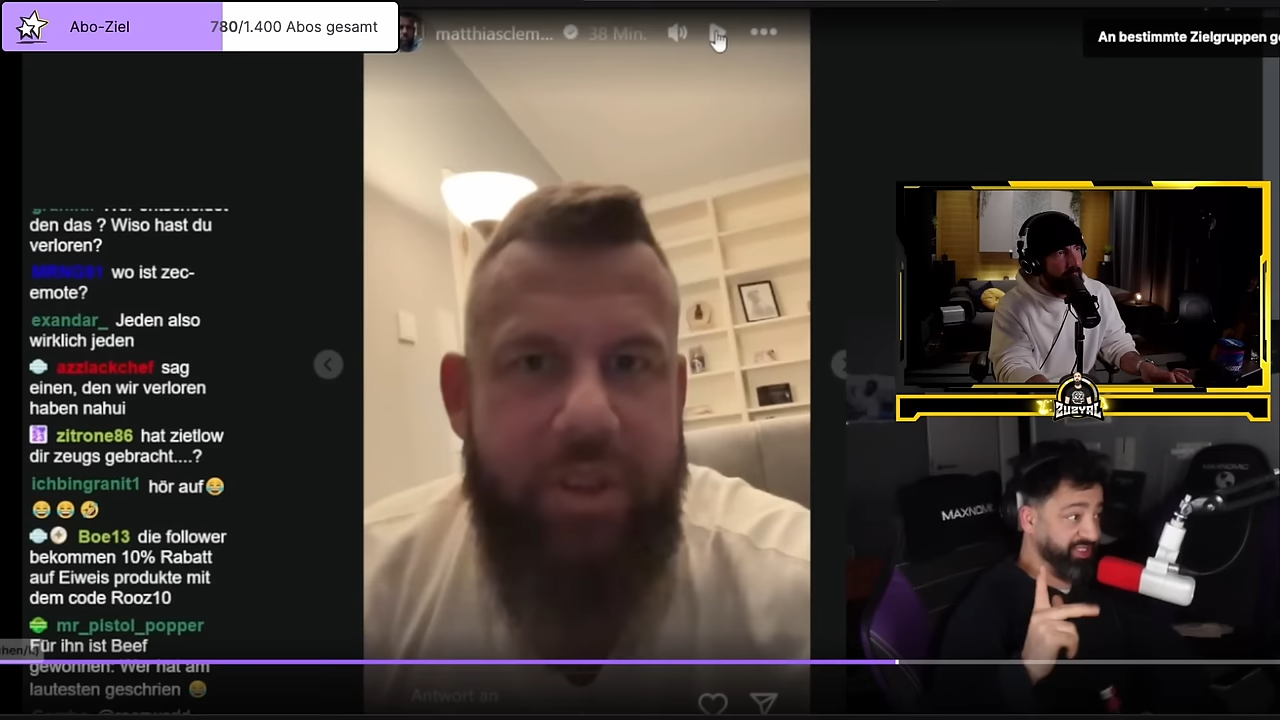 Abo-Ziel
780/1.400 Abos gesamt
matthiasclem...
38 Min.
An bestimmte Zielgruppen
den das ? Wiso hast du
verloren?
wo ist zec-
emote?
exandar_ Jeden also
wirklich jeden
azzlackchef sag
einen, den wir verloren
haben nahui
zitrone86 hat zietlow
dir zeugs gebracht....?
ichbingranit1 hör auf😂
😂😂🤣
Boe13 die follower
bekommen 10% Rabatt
auf Eiweis produkte mit
dem code Rooz10
mr_pistol_popper
Für ihn ist Beef
gewonnen: Wer hat am
lautesten geschrien 😂
Antwort an
MAXNOMIC
ZUZYAL